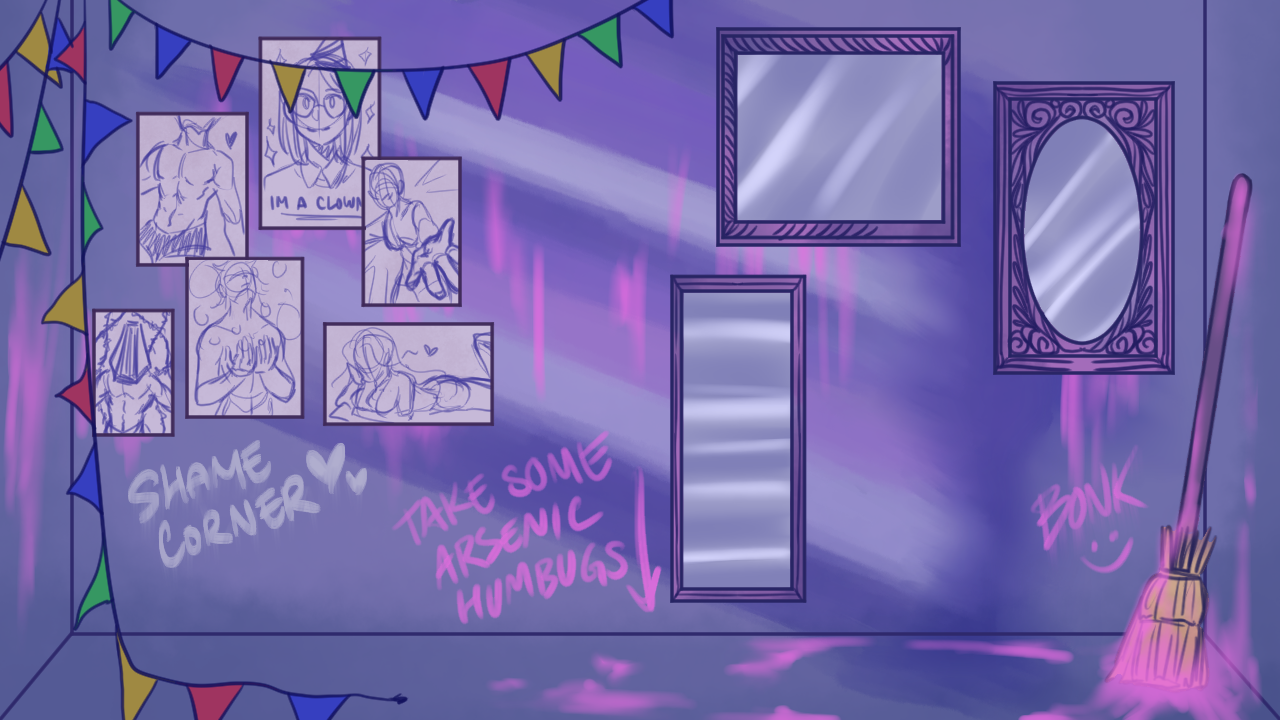 IM A CLOWN
SHAME
CORNER
TAKE SOME
ARSENIC
HUMBUGS
BONK